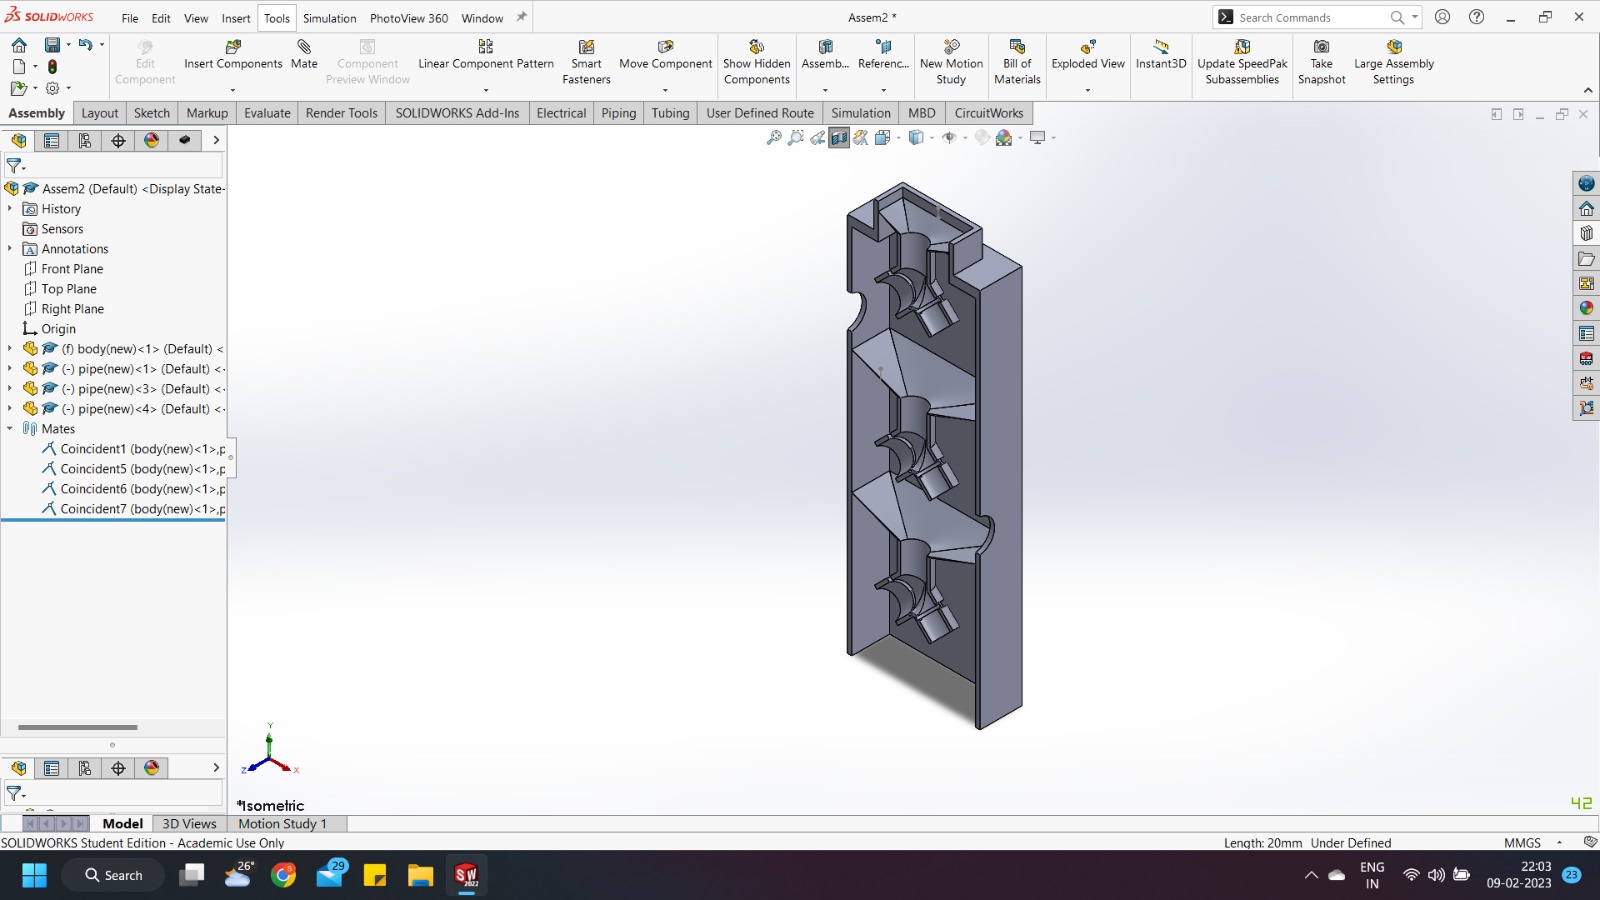 SOLIDWORKS
File Edit View Insert Tools Simulation PhotoView 360 Window
Assem2 *
Search Commands
Edit Component
Insert Components
Mate
Component Preview Window
Linear Component Pattern
Smart Fasteners
Move Component
Show Hidden Components
Assemb...
Referenc...
New Motion Study
Bill of Materials
Exploded View
Instant3D
Update SpeedPak Subassemblies
Take Snapshot
Large Assembly Settings
Assembly Layout Sketch Markup Evaluate Render Tools SOLIDWORKS Add-Ins Electrical Piping Tubing User Defined Route Simulation MBD CircuitWorks
Assem2 (Default) <Display State-
History
Sensors
Annotations
Front Plane
Top Plane
Right Plane
Origin
(f) body(new)<1> (Default) <
(-) pipe(new)<1> (Default) <
(-) pipe(new)<3> (Default) <
(-) pipe(new)<4> (Default) <
Mates
Coincident1 (body(new)<1>,p
Coincident5 (body(new)<1>,p
Coincident6 (body(new)<1>,p
Coincident7 (body(new)<1>,p
Y
Z X
*Isometric
42
Model 3D Views Motion Study 1
SOLIDWORKS Student Edition - Academic Use Only
Length: 20mm Under Defined MMGS
Search
26°
29
SW
2022
ENG
IN
22:03
09-02-2023
23